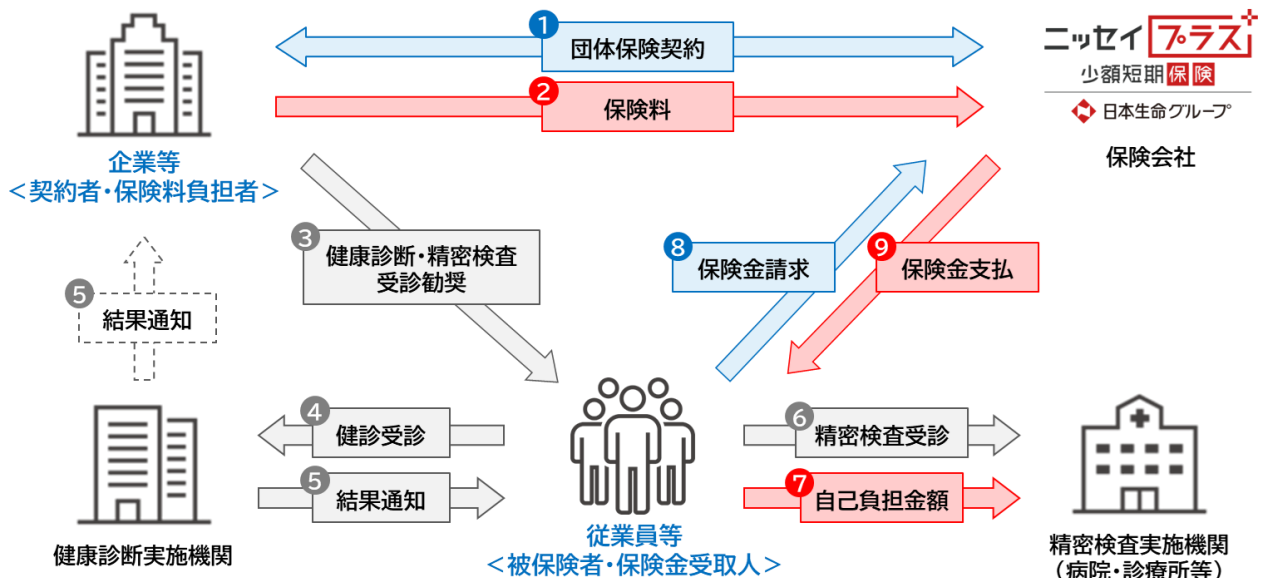 1
団体保険契約
2
保険料
ニッセイプラス
少額短期保険
日本生命グループ
保険会社
企業等
<契約者・保険料負担者>
3
健康診断・精密検査
受診勧奨
8
保険金請求
9
保険金支払
5
結果通知
4
健診受診
5
結果通知
6
精密検査受診
7
自己負担金額
健康診断実施機関
従業員等
<被保険者・保険金受取人>
精密検査実施機関
(病院・診療所等)